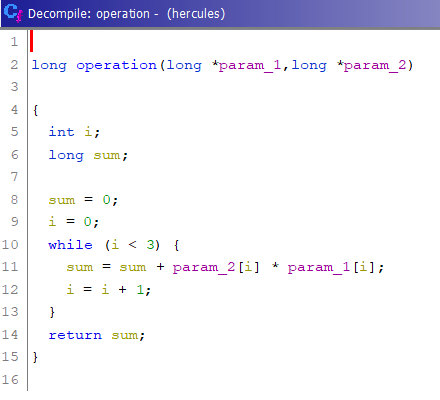 Decompile: operation - (hercules)
1
2 long operation(long *param_1,long *param_2)
3
4 {
5   int i;
6   long sum;
7
8   sum = 0;
9   i = 0;
10   while (i < 3) {
11     sum = sum + param_2[i] * param_1[i];
12     i = i + 1;
13   }
14   return sum;
15 }
16